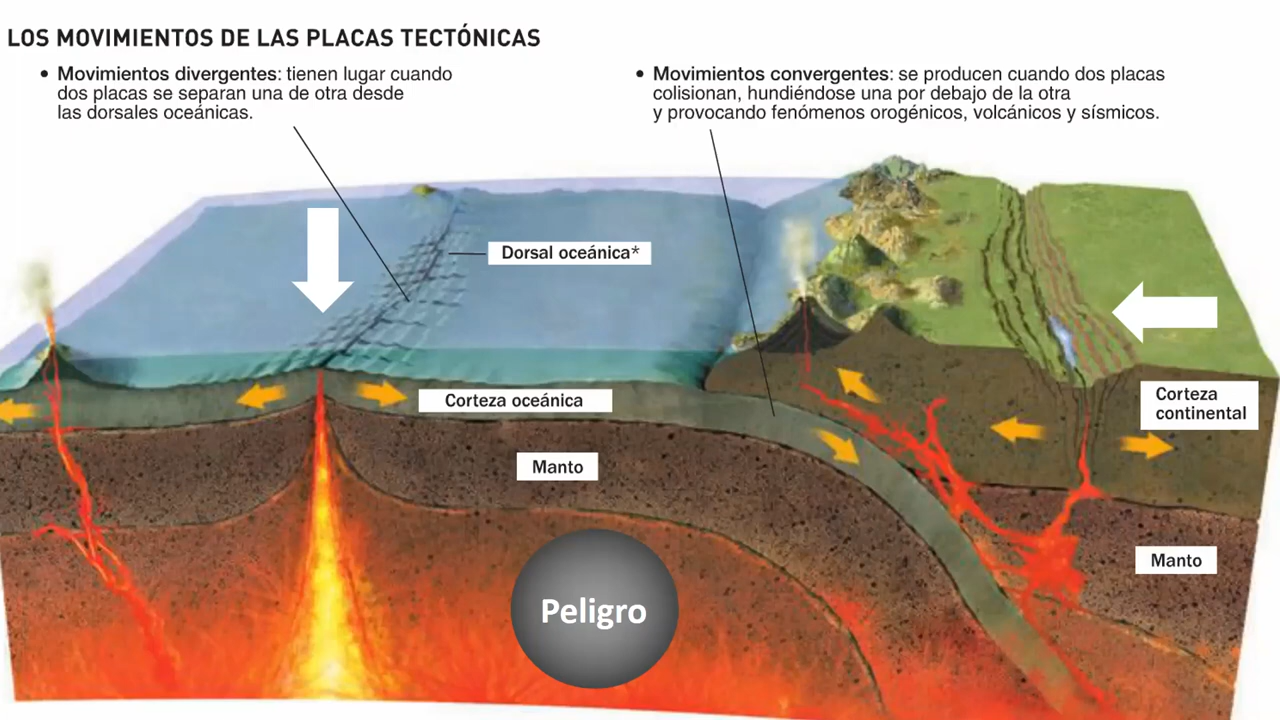 LOS MOVIMIENTOS DE LAS PLACAS TECTÓNICAS
• Movimientos divergentes: tienen lugar cuando
dos placas se separan una de otra desde
las dorsales oceánicas.
• Movimientos convergentes: se producen cuando dos placas
colisionan, hundiéndose una por debajo de la otra
y provocando fenómenos orogénicos, volcánicos y sísmicos.
Dorsal oceánica*
Corteza oceánica
Corteza
continental
Manto
Manto
Peligro